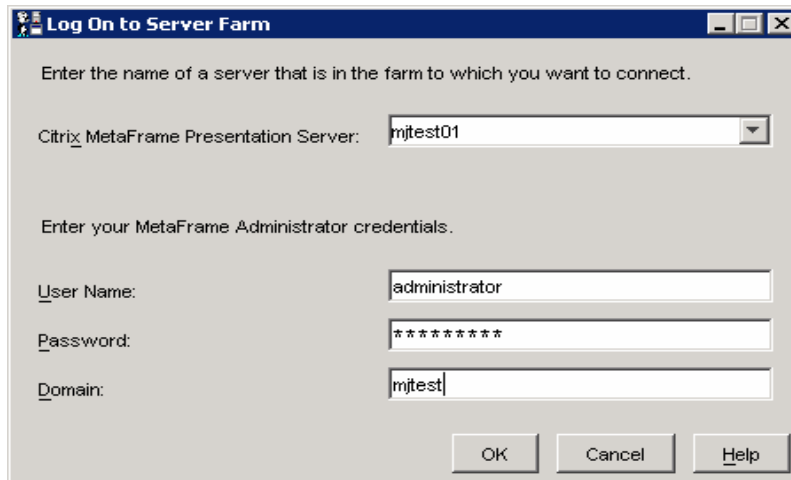 Log On to Server Farm
Enter the name of a server that is in the farm to which you want to connect.
Citrix MetaFrame Presentation Server: mjtest01
Enter your MetaFrame Administrator credentials.
User Name: administrator
Password: *********
Domain: mjtest
OK Cancel Help